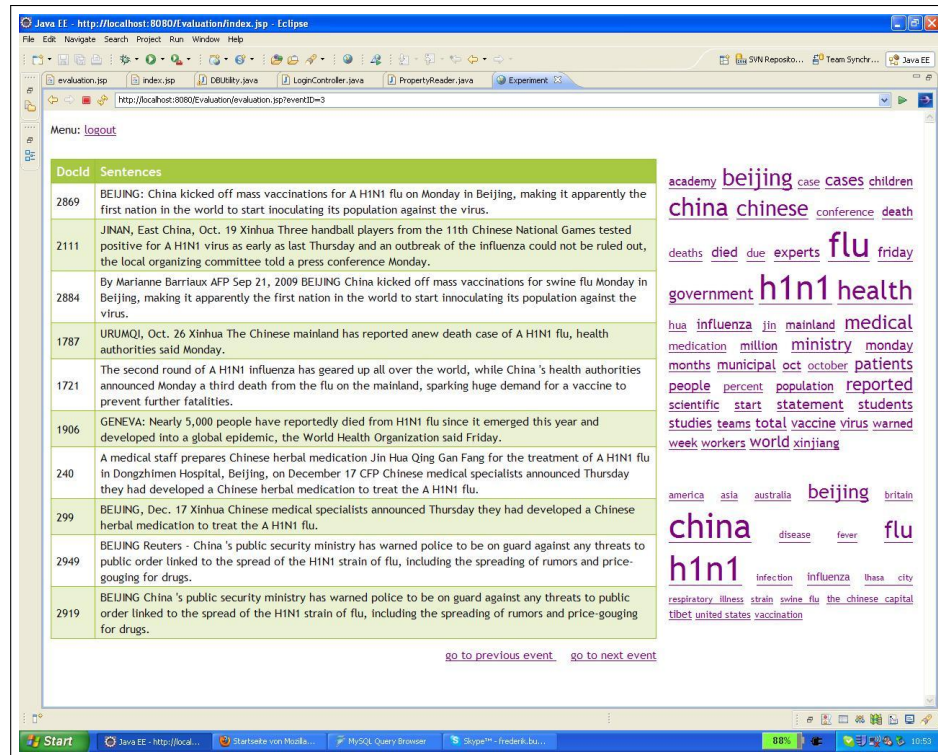 Java EE - http://localhost:8080/Evaluation/index.jsp - Eclipse
File Edit Navigate Search Project Run Window Help
SVN Reposito... Team Synchr... Java EE
evaluation.jsp index.jsp DBUtility.java LoginController.java PropertyReader.java Experiment
http://localhost:8080/Evaluation/evaluation.jsp?eventID=3
Menu: logout
DocId Sentences
2869 BEIJING: China kicked off mass vaccinations for A H1N1 flu on Monday in Beijing, making it apparently the
first nation in the world to start inoculating its population against the virus.
2111 JINAN, East China, Oct. 19 Xinhua Three handball players from the 11th Chinese National Games tested
positive for A H1N1 virus as early as last Thursday and an outbreak of the influenza could not be ruled out,
the local organizing committee told a press conference Monday.
2884 By Marianne Barriaux AFP Sep 21, 2009 BEIJING China kicked off mass vaccinations for swine flu Monday in
Beijing, making it apparently the first nation in the world to start innoculating its population against the
virus.
1787 URUMQI, Oct. 26 Xinhua The Chinese mainland has reported anew death case of A H1N1 flu, health
authorities said Monday.
1721 The second round of A H1N1 influenza has geared up all over the world, while China 's health authorities
announced Monday a third death from the flu on the mainland, sparking huge demand for a vaccine to
prevent further fatalities.
1906 GENEVA: Nearly 5,000 people have reportedly died from H1N1 flu since it emerged this year and
developed into a global epidemic, the World Health Organization said Friday.
240 A medical staff prepares Chinese herbal medication Jin Hua Qing Gan Fang for the treatment of A H1N1 flu
in Dongzhimen Hospital, Beijing, on December 17 CFP Chinese medical specialists announced Thursday
they had developed a Chinese herbal medication to treat the A H1N1 flu.
299 BEIJING, Dec. 17 Xinhua Chinese medical specialists announced Thursday they had developed a Chinese
herbal medication to treat the A H1N1 flu.
2949 BEIJING Reuters - China 's public security ministry has warned police to be on guard against any threats to
public order linked to the spread of the H1N1 strain of flu, including the spreading of rumors and price-
gouging for drugs.
2919 BEIJING China 's public security ministry has warned police to be on guard against any threats to public
order linked to the spread of the H1N1 strain of flu, including the spreading of rumors and price-gouging
for drugs.
go to previous event go to next event
academy beijing case cases children
china chinese conference death
deaths died due experts flu friday
government h1n1 health
hua influenza jin mainland medical
medication million ministry monday
months municipal oct october patients
people percent population reported
scientific start statement students
studies teams total vaccine virus warned
week workers world xinjiang
america asia australia beijing britain
china disease fever flu
h1n1 infection influenza lhasa city
respiratory illness strain swine flu the chinese capital
tibet united states vaccination
Start Java EE - http://local... Startseite von Mozilla... MySQL Query Browser Skype™ - frederik.bu... 88% 10:53